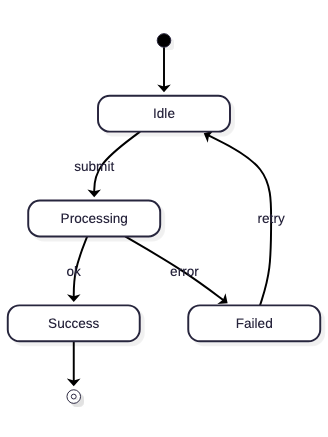 Idle
submit
Processing
retry
ok
error
Success
Failed